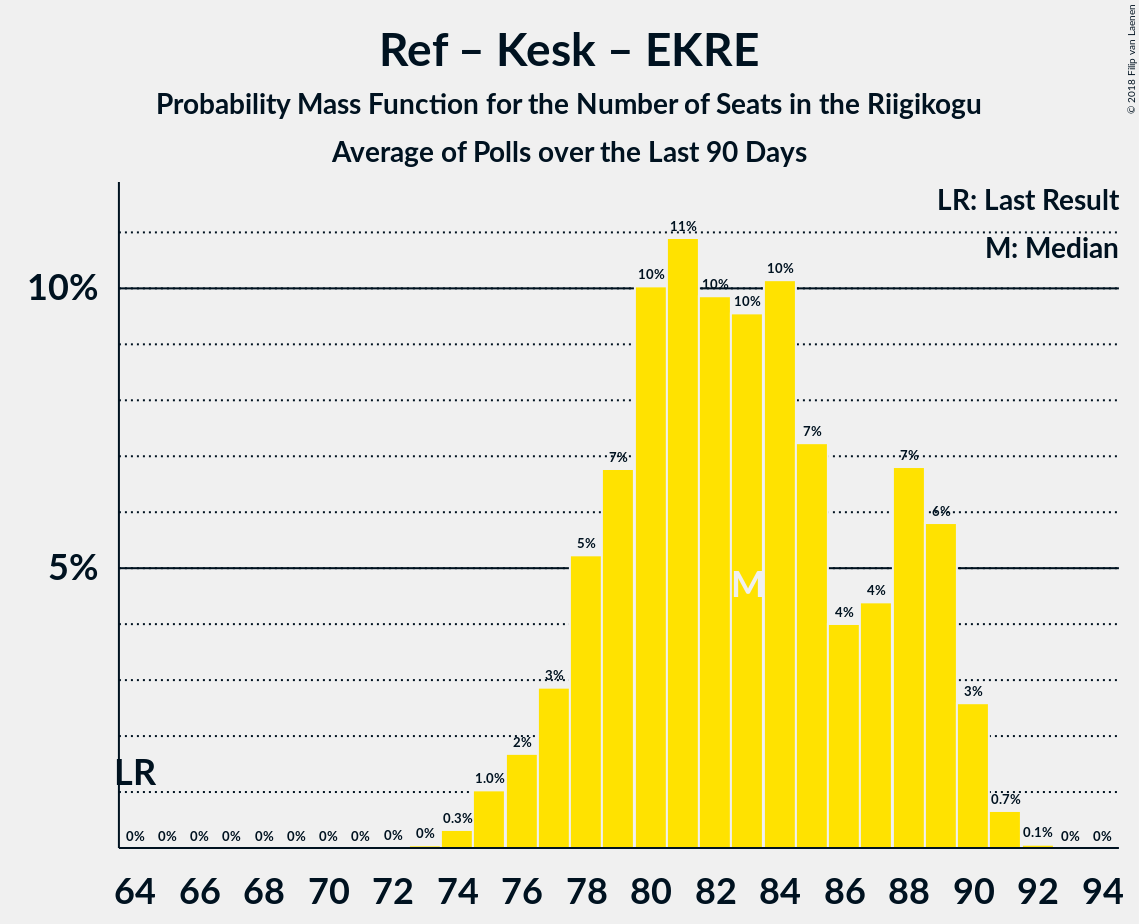 Ref – Kesk – EKRE
Probability Mass Function for the Number of Seats in the Riigikogu
Average of Polls over the Last 90 Days
© 2018 Filip van Laenen
LR: Last Result
M: Median
10%
5%
0% 0% 0% 0% 0% 0% 0% 0% 0% 0% 0.3% 1.0% 2% 3% 5% 7% 10% 11% 10% 10% 10% 7% 4% 4% 7% 6% 3% 0.7% 0.1% 0% 0%
M
LR
64 66 68 70 72 74 76 78 80 82 84 86 88 90 92 94